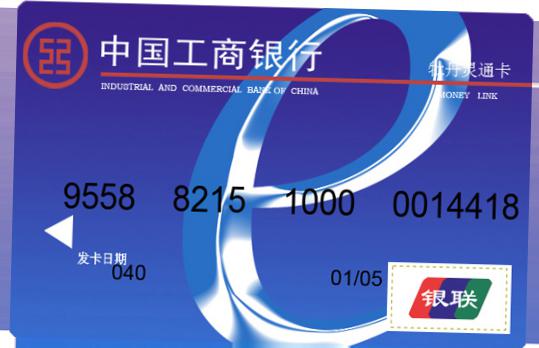 中国工商银行
牡丹灵通卡
INDUSTRIAL AND COMMERCIAL BANK OF CHINA
MONEY LINK
9558 8215 1000 0014418
发卡日期
040 01/05
银联